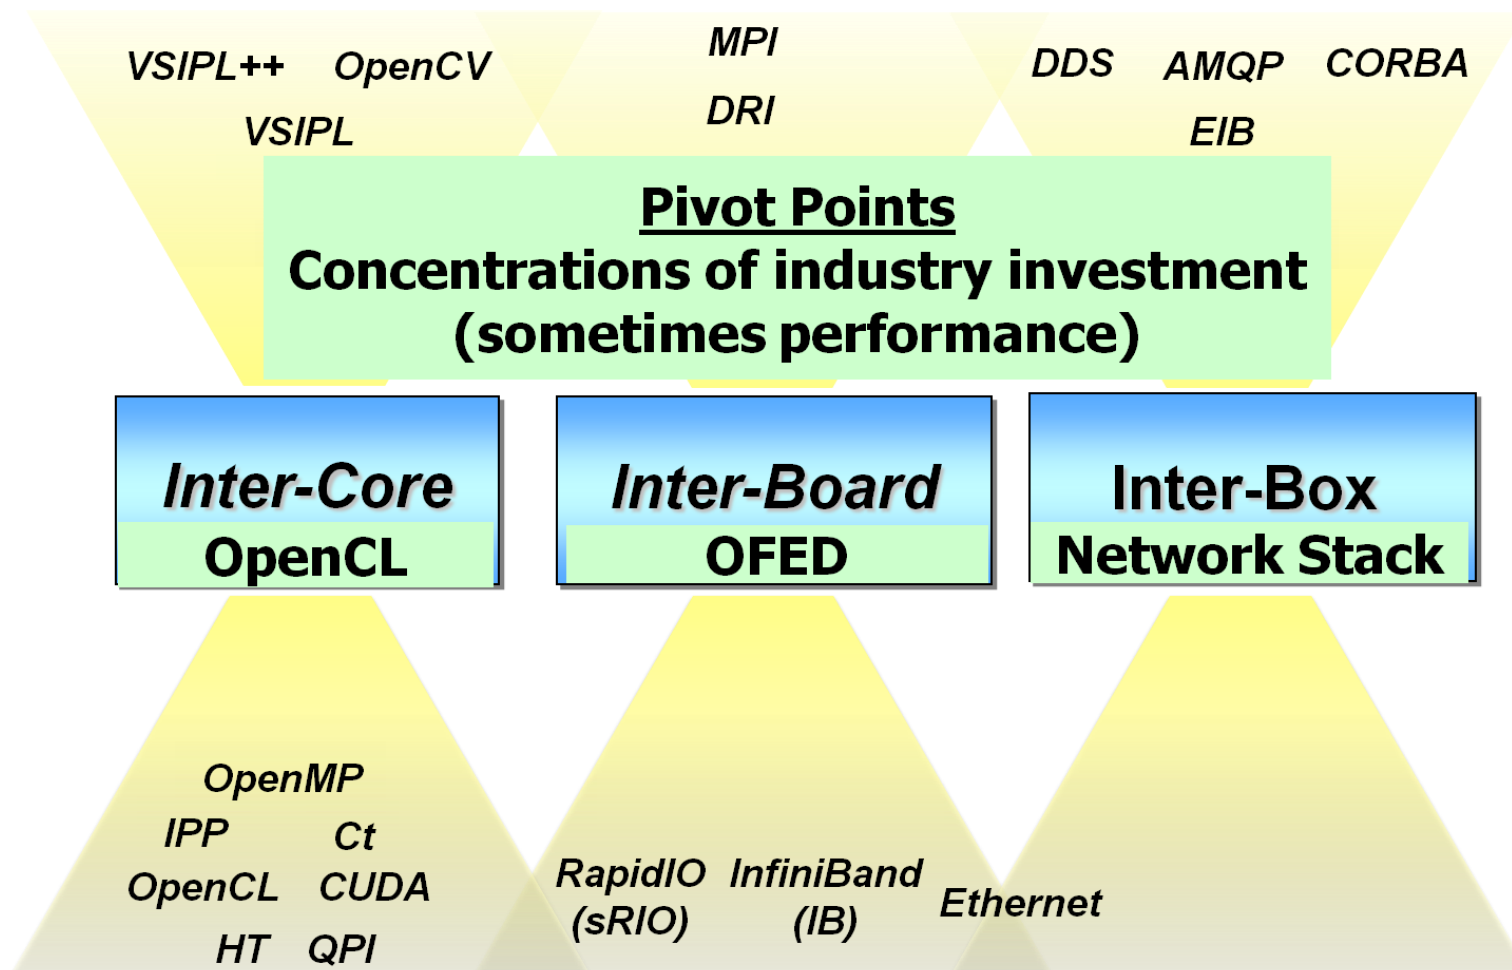 VSIPL++ OpenCV
VSIPL
MPI
DRI
DDS AMQP CORBA
EIB
Pivot Points
Concentrations of industry investment
(sometimes performance)
Inter-Core
OpenCL
Inter-Board
OFED
Inter-Box
Network Stack
OpenMP
IPP Ct
OpenCL CUDA
HT QPI
RapidIO
(sRIO)
InfiniBand
(IB)
Ethernet